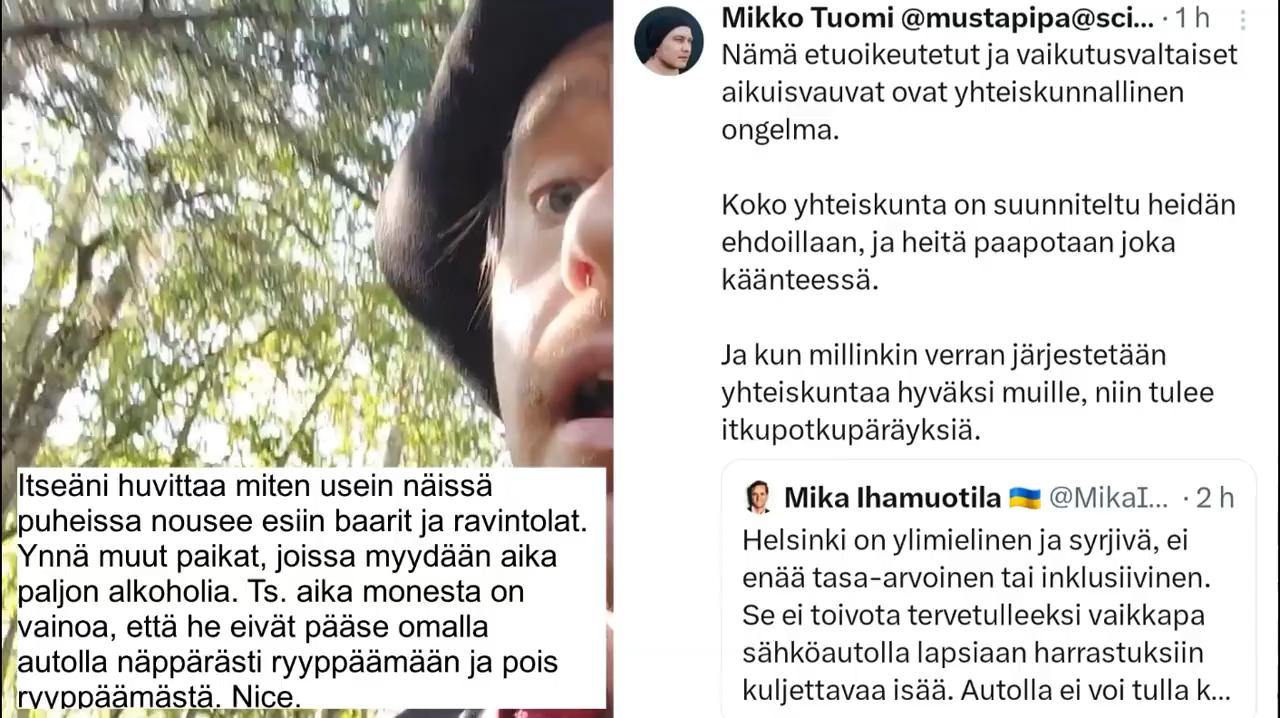 Itseäni huvittaa miten usein näissä
puheissa nousee esiin baarit ja ravintolat.
Ynnä muut paikat, joissa myydään aika
paljon alkoholia. Ts. aika monesta on
vainoa, että he eivät pääse omalla
autolla näppärästi ryyppäämään ja pois
ryyppäämästä. Nice.
Mikko Tuomi @mustapipa@sci... · 1 h
Nämä etuoikeutetut ja vaikutusvaltaiset
aikuisvauvat ovat yhteiskunnallinen
ongelma.
Koko yhteiskunta on suunniteltu heidän
ehdoillaan, ja heitä paapotaan joka
käänteessä.
Ja kun millinkin verran järjestetään
yhteiskuntaa hyväksi muille, niin tulee
itkupotkupäräyksiä.
Mika Ihamuotila 🇺🇦 @MikaI... · 2 h
Helsinki on ylimielinen ja syrjivä, ei
enää tasa-arvoinen tai inklusiivinen.
Se ei toivota tervetulleeksi vaikkapa
sähköautolla lapsiaan harrastuksiin
kuljettavaa isää. Autolla ei voi tulla k...